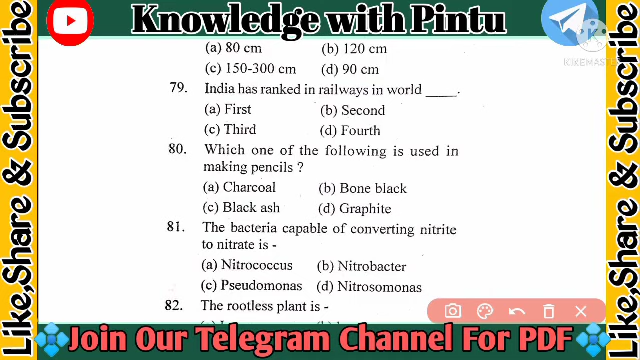 Knowledge with Pintu
KINEMASTER
Like,Share & Subscribe
(a) 80 cm (b) 120 cm
(c) 150-300 cm (d) 90 cm
79. India has ranked in railways in world ____.
(a) First (b) Second
(c) Third (d) Fourth
80. Which one of the following is used in
making pencils ?
(a) Charcoal (b) Bone black
(c) Black ash (d) Graphite
81. The bacteria capable of converting nitrite
to nitrate is -
(a) Nitrococcus (b) Nitrobacter
(c) Pseudomonas (d) Nitrosomonas
82. The rootless plant is -
Like,Share & Subscribe
Join Our Telegram Channel For PDF